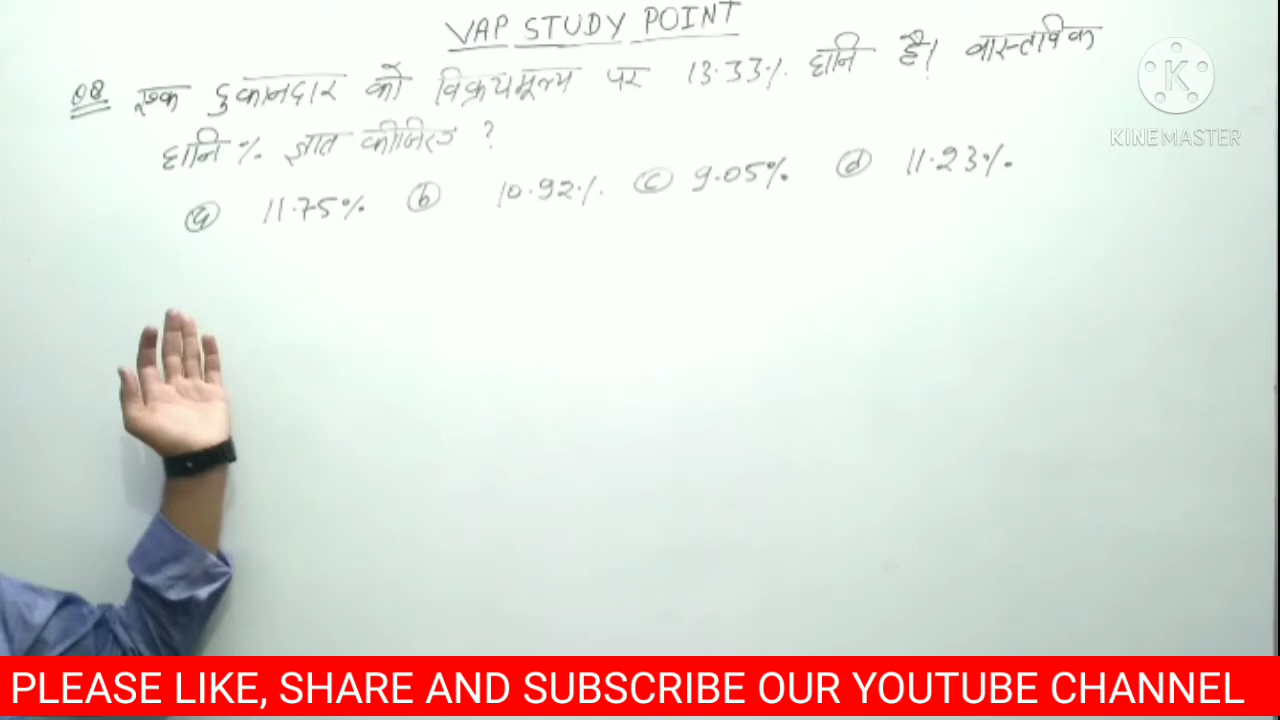 VAP STUDY POINT
08 एक दुकानदार को विक्रयमूल्य पर 13.33% हानि है। वास्तविक
हानि % ज्ञात कीजिए ?
(a) 11.75% (b) 10.92% (c) 9.05% (d) 11.23%
K
KINEMASTER
PLEASE LIKE, SHARE AND SUBSCRIBE OUR YOUTUBE CHANNEL